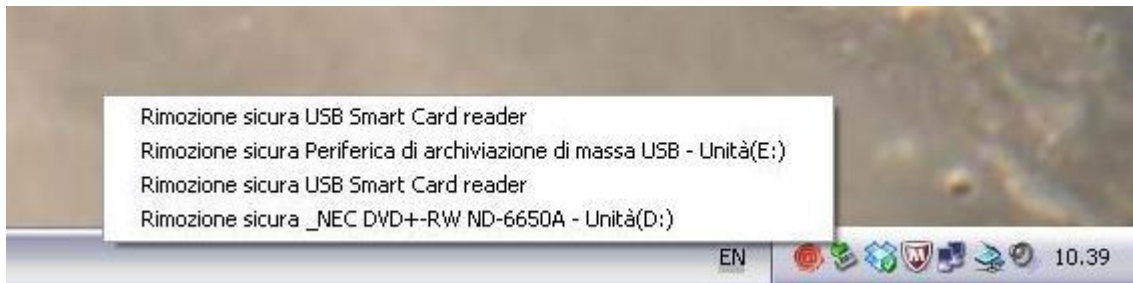 Rimozione sicura USB Smart Card reader
Rimozione sicura Periferica di archiviazione di massa USB - Unità(E:)
Rimozione sicura USB Smart Card reader
Rimozione sicura _NEC DVD+-RW ND-6650A - Unità(D:)
EN 10.39